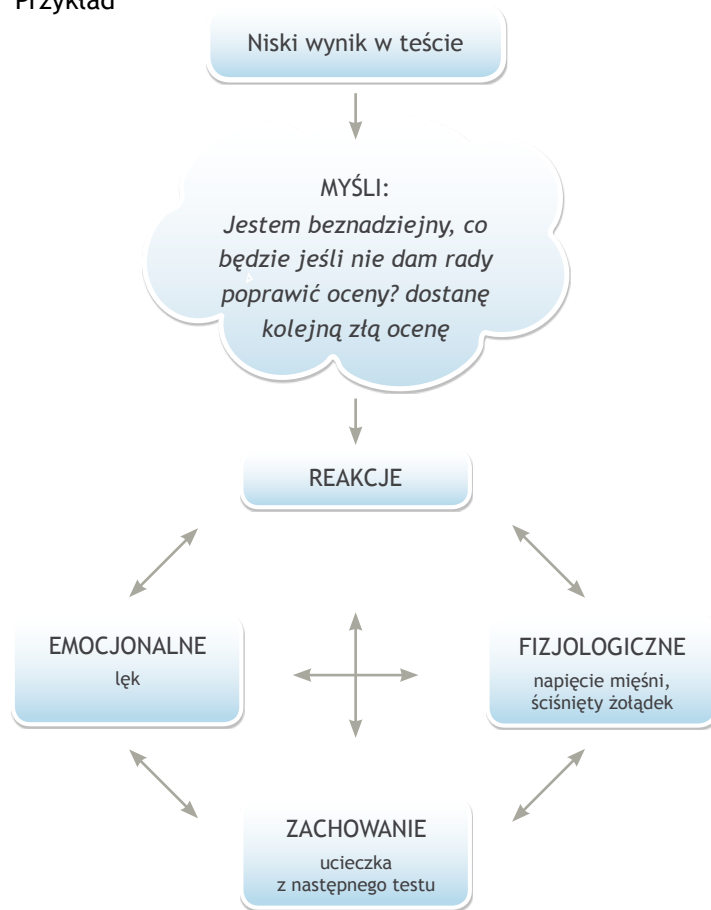 Przykład
Niski wynik w teście
MYŚLI:
Jestem beznadziejny, co
będzie jeśli nie dam rady
poprawić oceny? dostanę
kolejną złą ocenę
REAKCJE
EMOCJONALNE
lęk
FIZJOLOGICZNE
napięcie mięśni,
ściśnięty żołądek
ZACHOWANIE
ucieczka
z następnego testu